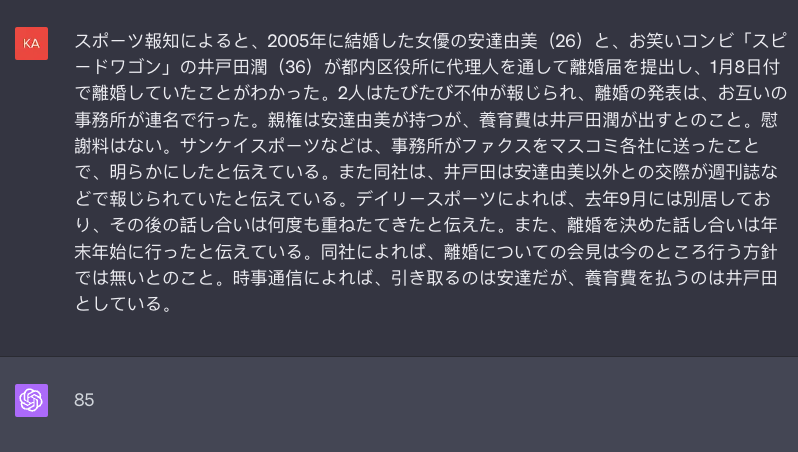 KA
スポーツ報知によると、2005年に結婚した女優の安達由美（26）と、お笑いコンビ「スピ
ードワゴン」の井戸田潤（36）が都内区役所に代理人を通して離婚届を提出し、1月8日付
で離婚していたことがわかった。2人はたびたび不仲が報じられ、離婚の発表は、お互いの
事務所が連名で行った。親権は安達由美が持つが、養育費は井戸田潤が出すとのこと。慰
謝料はない。サンケイスポーツなどは、事務所がファクスをマスコミ各社に送ったこと
で、明らかにしたと伝えている。また同社は、井戸田は安達由美以外との交際が週刊誌な
どで報じられていたと伝えている。デイリースポーツによれば、去年9月には別居してお
り、その後の話し合いは何度も重ねたてきたと伝えた。また、離婚を決めた話し合いは年
末年始に行ったと伝えている。同社によれば、離婚についての会見は今のところ行う方針
では無いとのこと。時事通信によれば、引き取るのは安達だが、養育費を払うのは井戸田
としている。
85